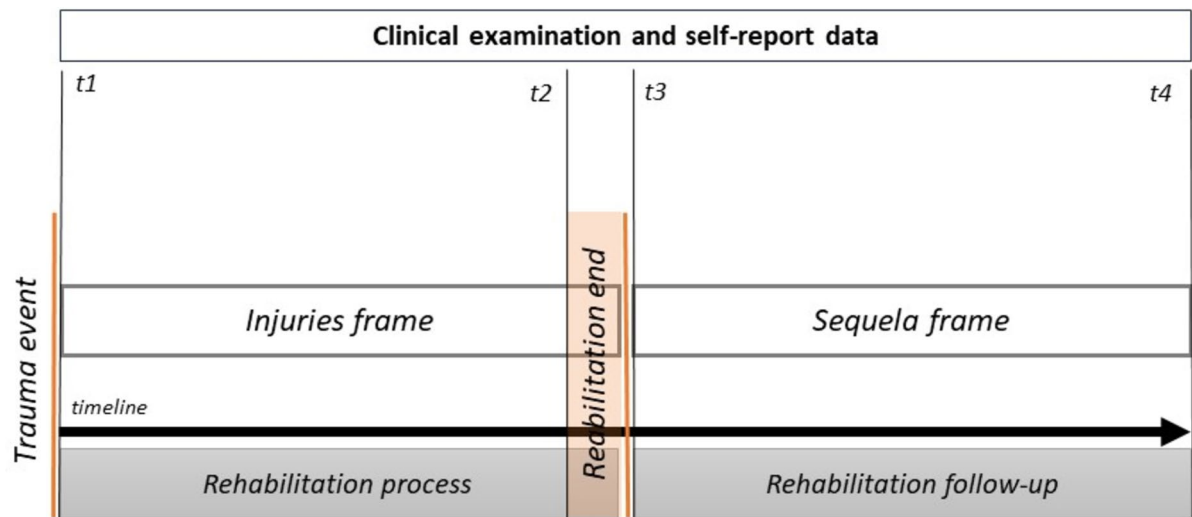 Clinical examination and self-report data
t1
t2
t3
t4
Trauma event
Injuries frame
Reabilitation end
Sequela frame
timeline
Rehabilitation process
Rehabilitation follow-up